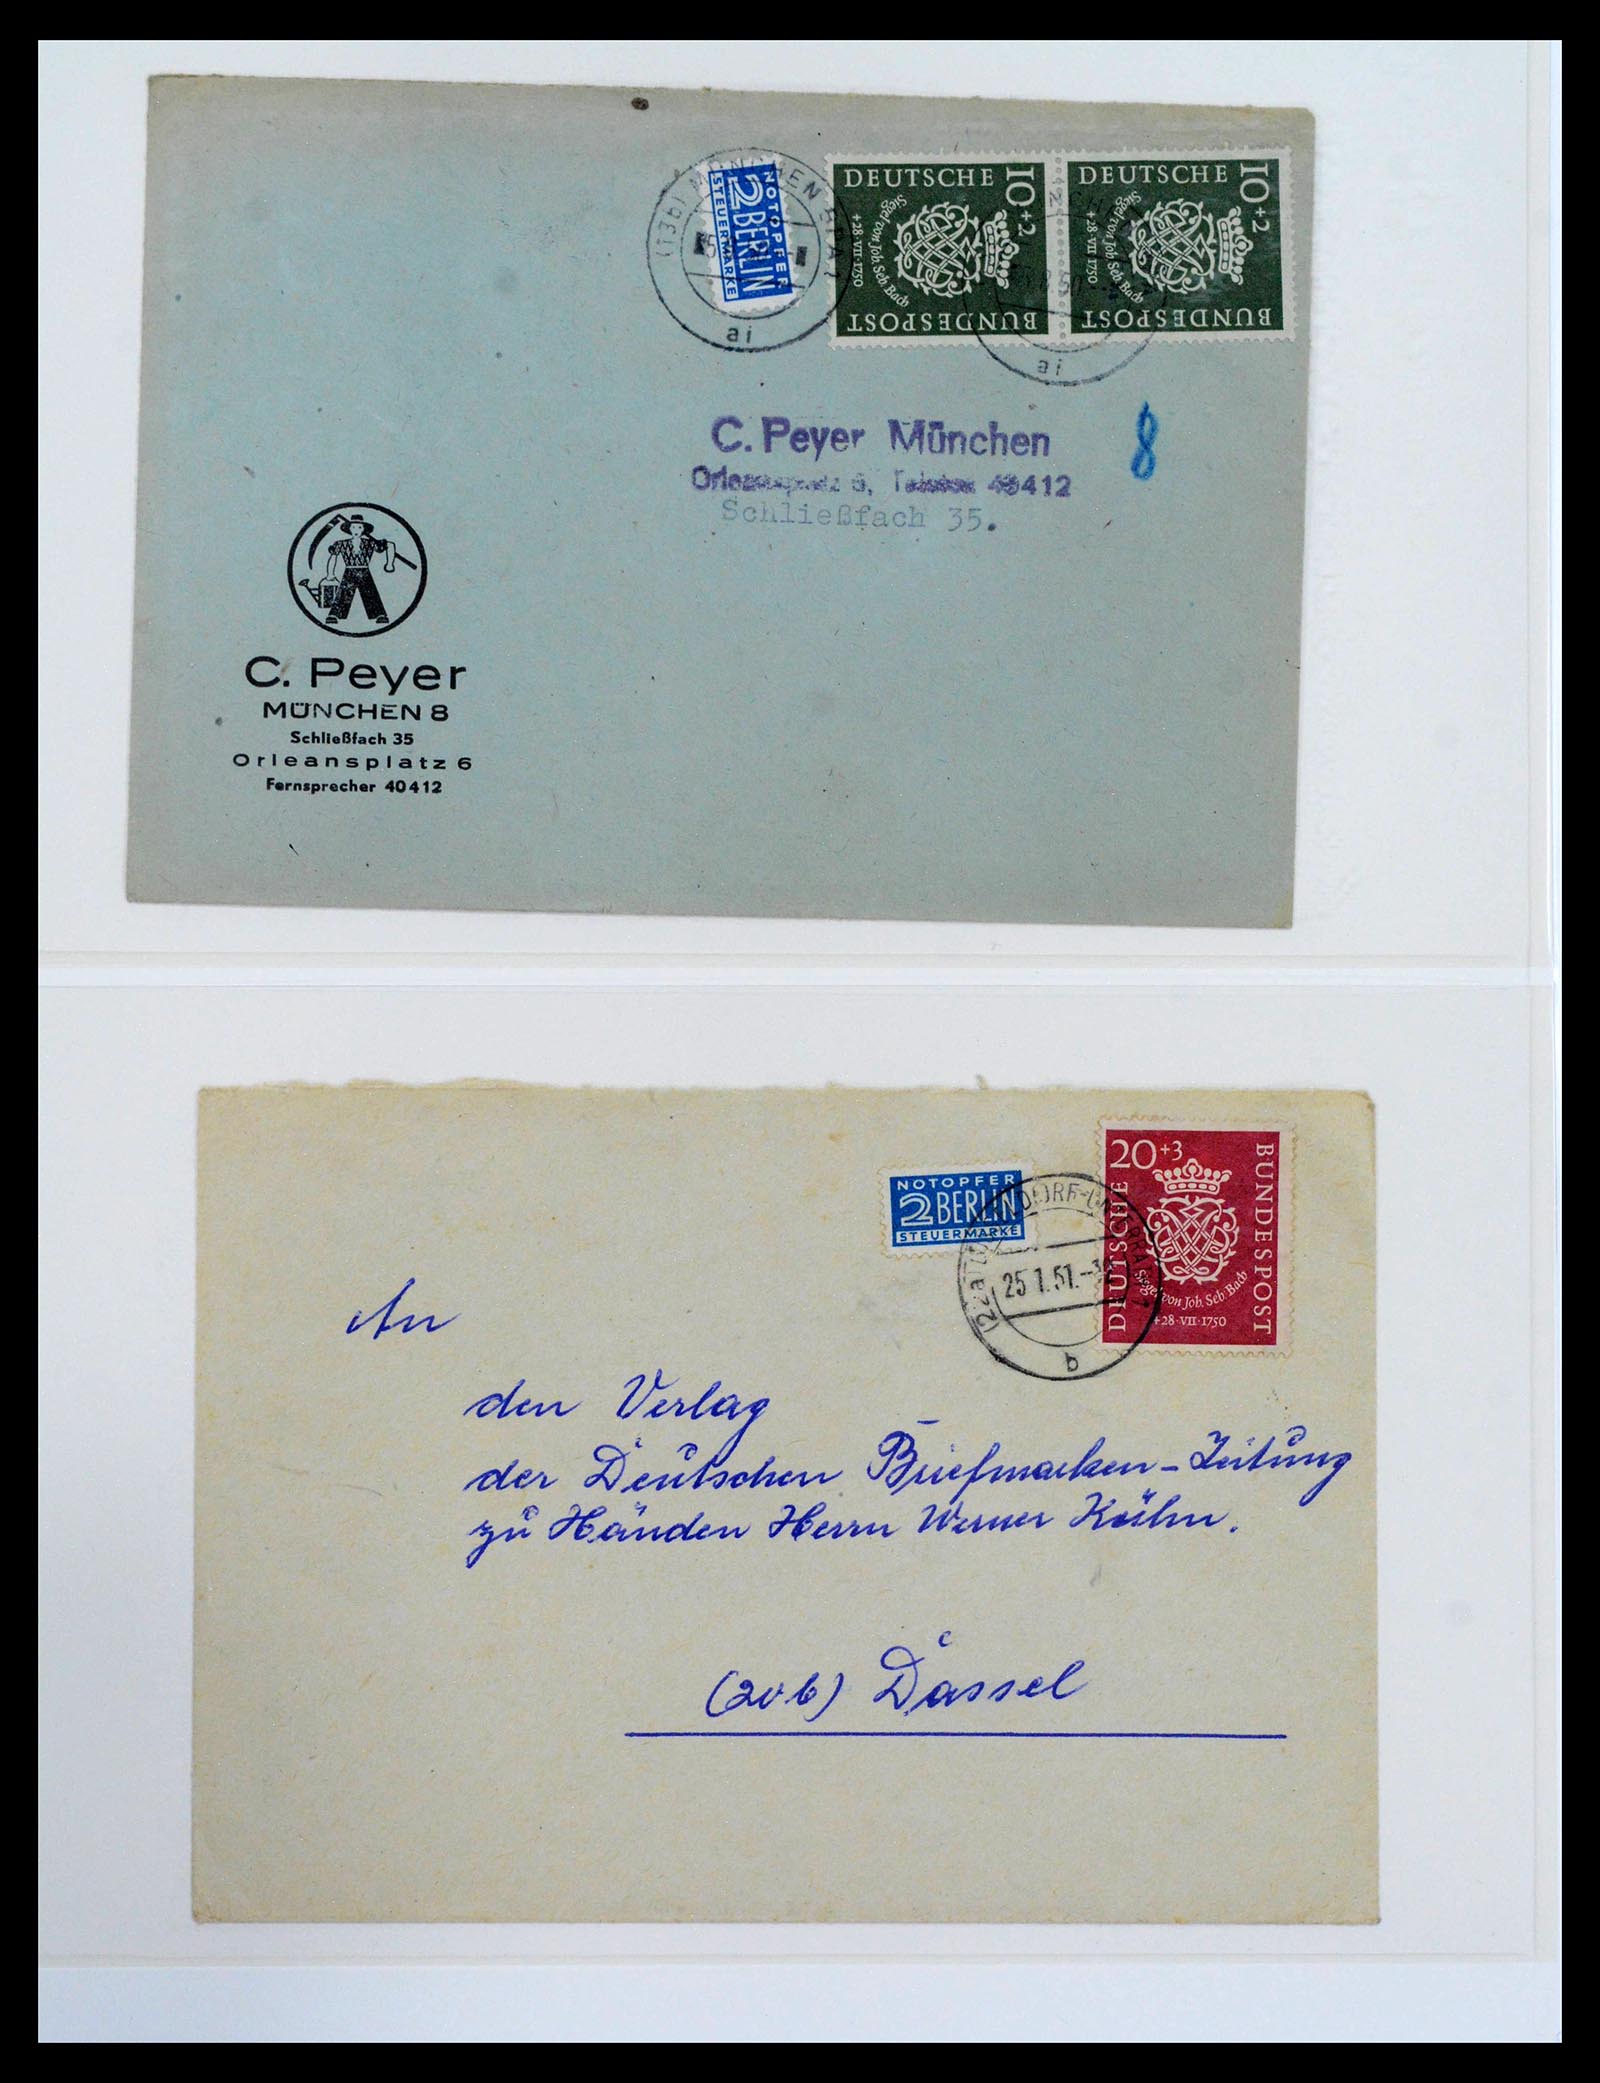 NOTOPFER
2 BERLIN
STEUERMARKE
DEUTSCHE
10+2
Siegel von Joh. Seb. Bach
+28·VII·1750
BUNDESPOST
DEUTSCHE
10+2
Siegel von Joh. Seb. Bach
+28·VII·1750
BUNDESPOST
(13b) MÜNCHEN
ai
ai
C. Peyer München
8
40412
Schließfach 35.
C. Peyer
MÜNCHEN 8
Schließfach 35
Orleansplatz 6
Fernsprecher 40412
NOTOPFER
2 BERLIN
STEUERMARKE
20+3
DEUTSCHE
BUNDESPOST
Siegel von Joh. Seb. Bach
+28·VII·1750
25.1.51.
b
An
den Verlag
der Deutschen Briefmarken-Zeitung
zu Händen Herrn Werner Kühn.
(20b) Dassel